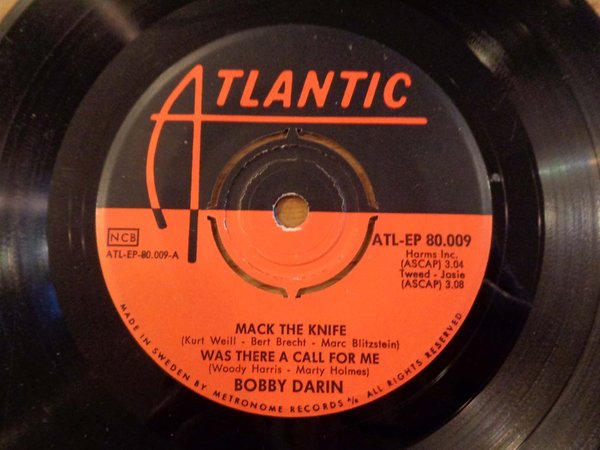 ATLANTIC
NCB
ATL-EP-80.009-A
ATL-EP 80.009
Harms Inc.
(ASCAP) 3.04
Tweed - Jasie
(ASCAP) 3.08
MACK THE KNIFE
(Kurt Weill - Bert Brecht - Marc Blitzstein)
WAS THERE A CALL FOR ME
(Woody Harris - Marty Holmes)
BOBBY DARIN
MADE IN SWEDEN BY METRONOME RECORDS A/B ALL RIGHTS RESERVED